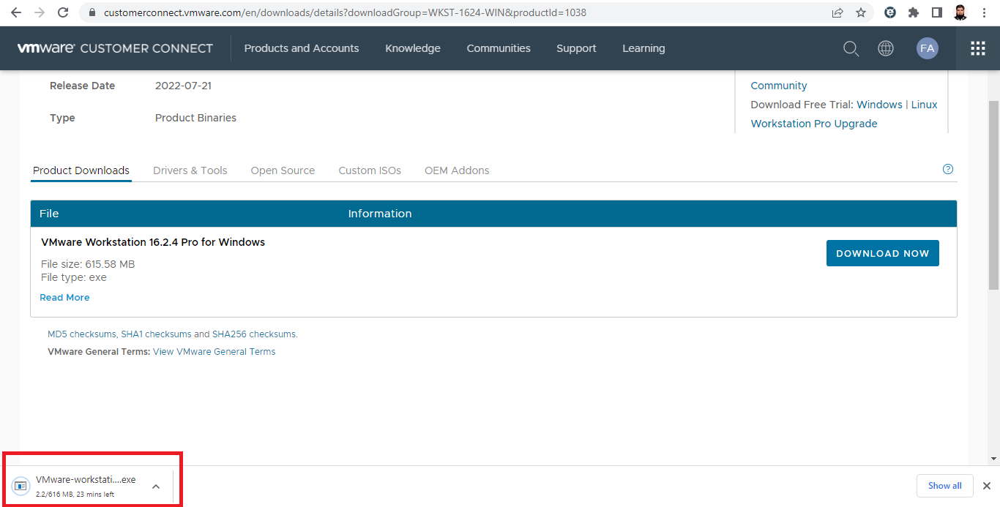 customerconnect.vmware.com/en/downloads/details?downloadGroup=WKST-1624-WIN&productId=1038
vmware® CUSTOMER CONNECT Products and Accounts Knowledge Communities Support Learning FA
Release Date 2022-07-21
Type Product Binaries
Community
Download Free Trial: Windows | Linux
Workstation Pro Upgrade
Product Downloads Drivers & Tools Open Source Custom ISOs OEM Addons ?
File Information
VMware Workstation 16.2.4 Pro for Windows
File size: 615.58 MB
File type: exe
Read More
DOWNLOAD NOW
MD5 checksums, SHA1 checksums and SHA256 checksums.
VMware General Terms: View VMware General Terms
VMware-workstati....exe
2.2/616 MB, 23 mins left
Show all